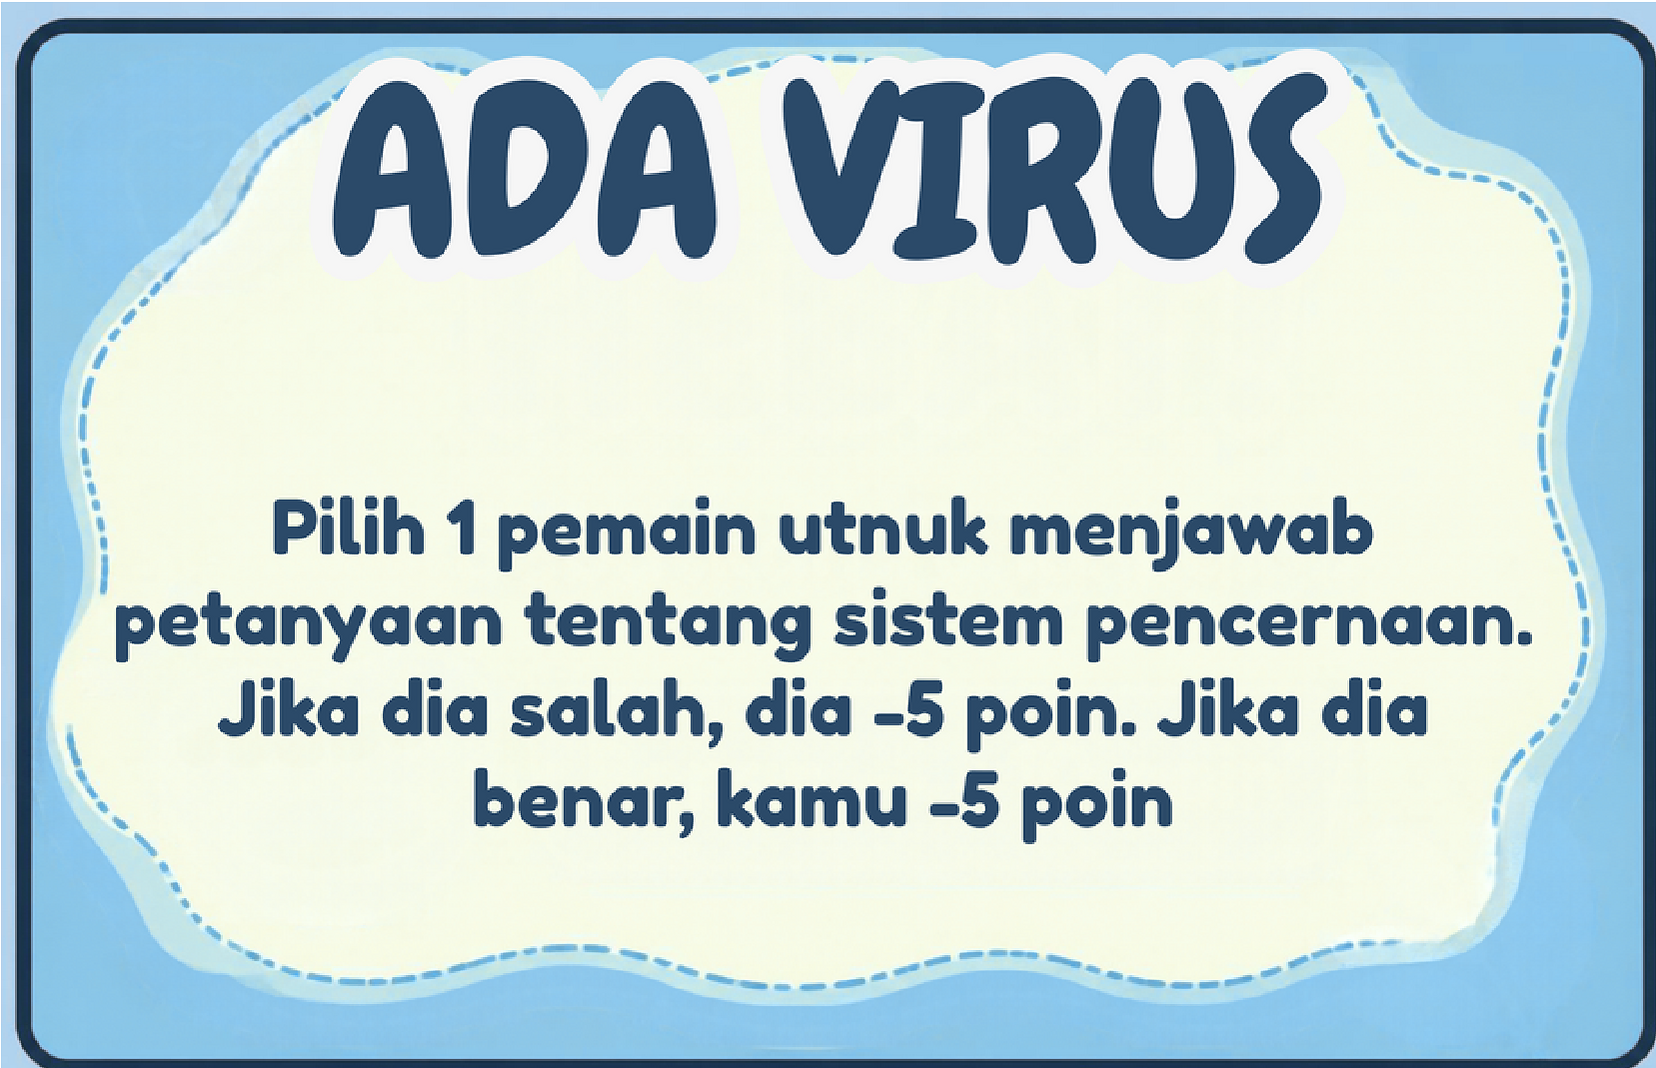 ADA VIRUS
Pilih 1 pemain utnuk menjawab
petanyaan tentang sistem pencernaan.
Jika dia salah, dia -5 poin. Jika dia
benar, kamu -5 poin